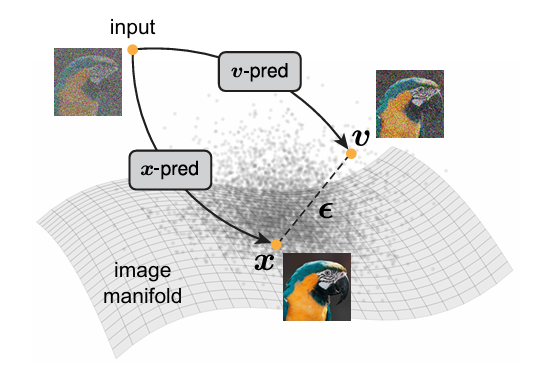 input
𝒗-pred
𝒗
𝒙-pred
ϵ
𝒙
image
manifold